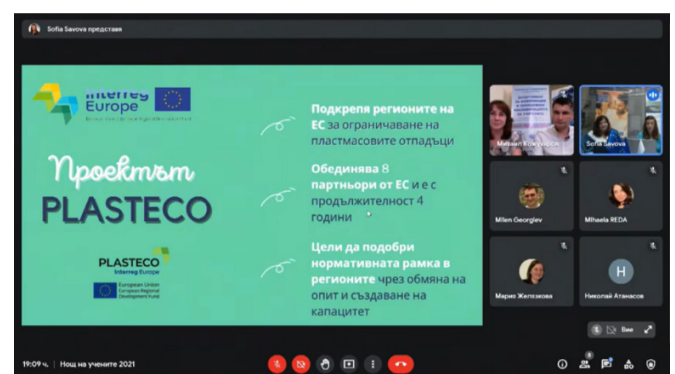 Sofia Savova представя
Interreg
Europe
Подкрепя регионите на
ЕС за ограничаване на
пластмасовите отпадъци
Проектът
PLASTECO
Обединява 8
партньори от ЕС и е с
продължителност 4
години
PLASTECO
Interreg Europe
European Union
European Regional
Development Fund
Цели да подобри
нормативната рамка в
регионите чрез обмяна на
опит и създаване на
капацитет
Sofia Savova
Milen Georgiev
Mihaela REDA
Н
Мария Желязкова
Николай Атанасов
Вие
19:09 ч. | Нощ на учените 2021